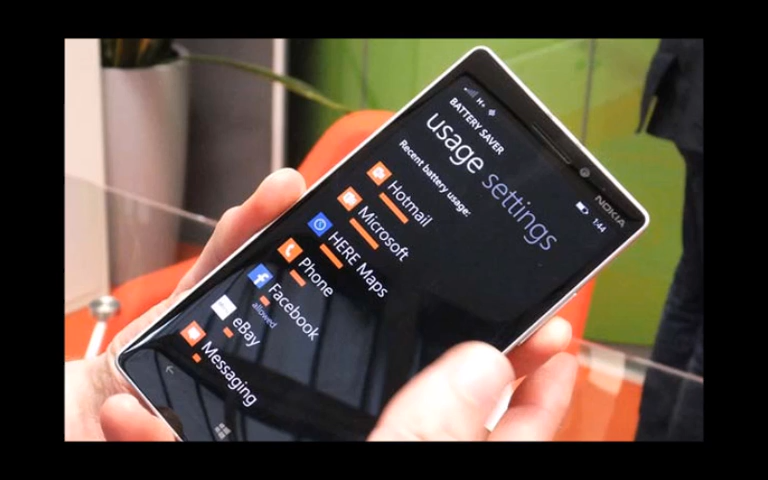 H+
NOKIA
1:44
BATTERY SAVER
usage settings
Recent battery usage:
Hotmail
Microsoft
HERE Maps
Phone
Facebook
allowed
eBay
Messaging